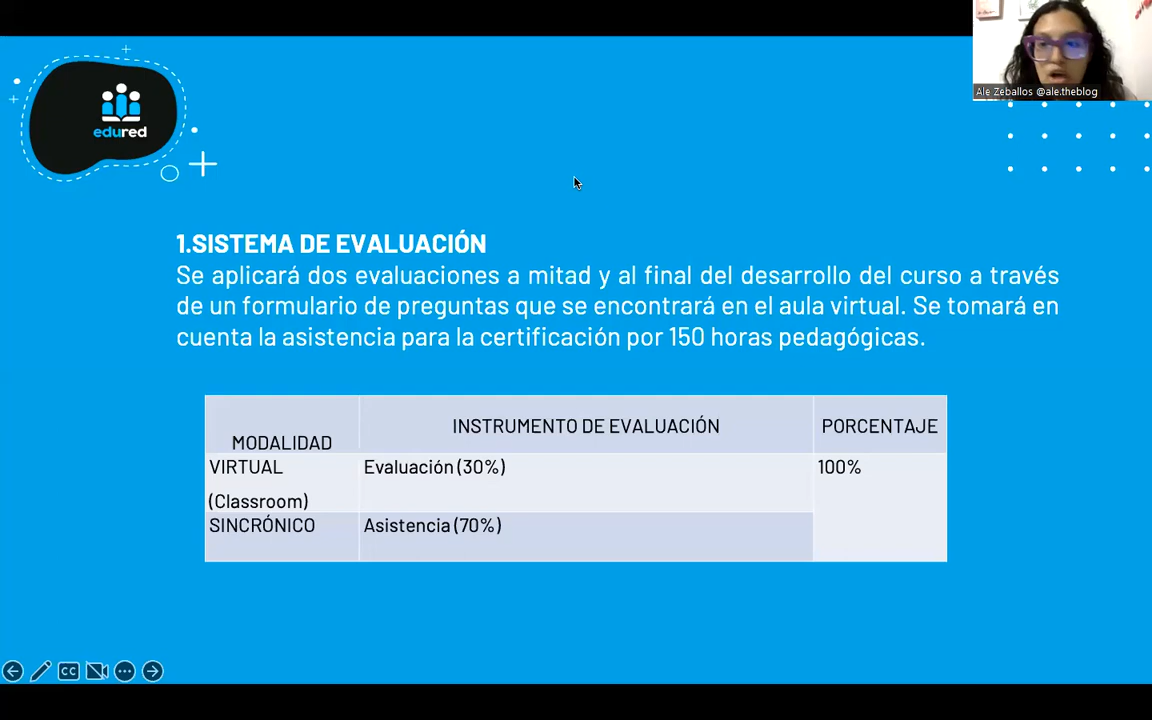 Ale Zeballos @ale.theblog
edured
1.SISTEMA DE EVALUACIÓN
Se aplicará dos evaluaciones a mitad y al final del desarrollo del curso a través
de un formulario de preguntas que se encontrará en el aula virtual. Se tomará en
cuenta la asistencia para la certificación por 150 horas pedagógicas.
MODALIDAD
INSTRUMENTO DE EVALUACIÓN
PORCENTAJE
VIRTUAL
(Classroom)
Evaluación (30%)
100%
SINCRÓNICO
Asistencia (70%)
CC